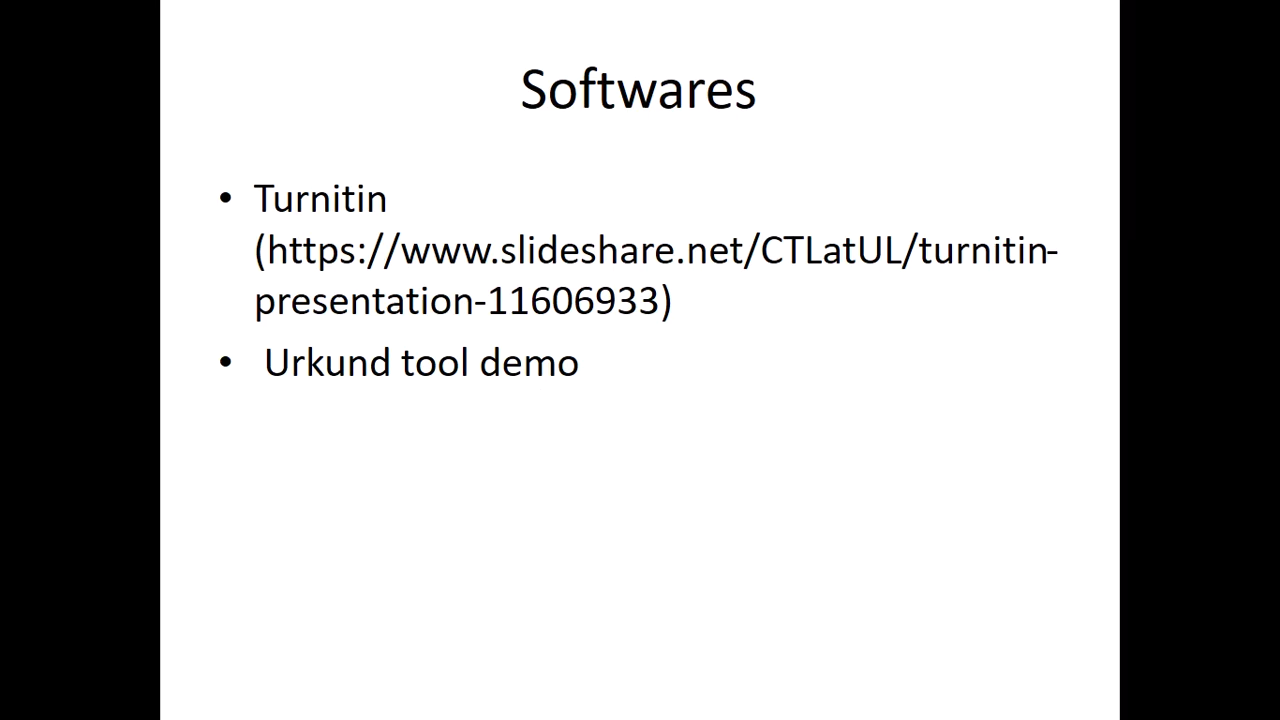 Softwares
• Turnitin
(https://www.slideshare.net/CTLatUL/turnitin-
presentation-11606933)
• Urkund tool demo